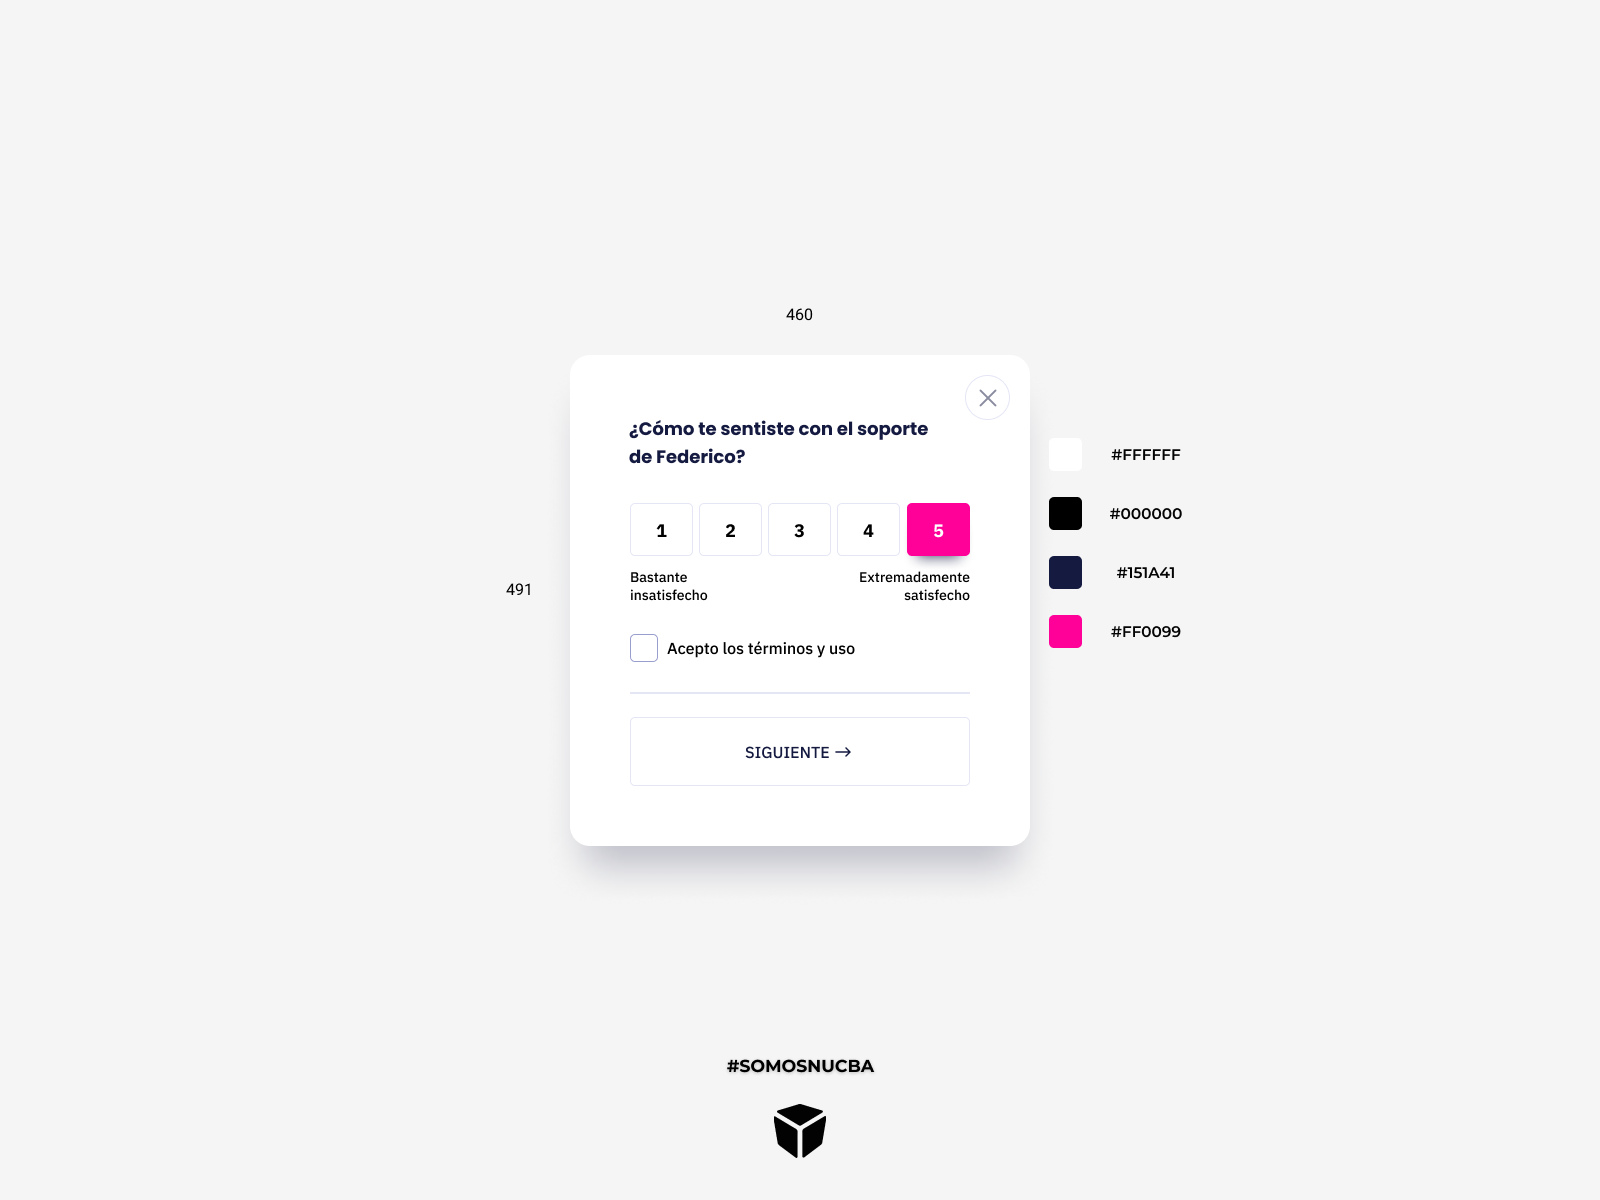 460
¿Cómo te sentiste con el soporte
de Federico?
1 2 3 4 5
Bastante
insatisfecho
Extremadamente
satisfecho
Acepto los términos y uso
SIGUIENTE →
491
#FFFFFF
#000000
#151A41
#FF0099
#SOMOSNUCBA